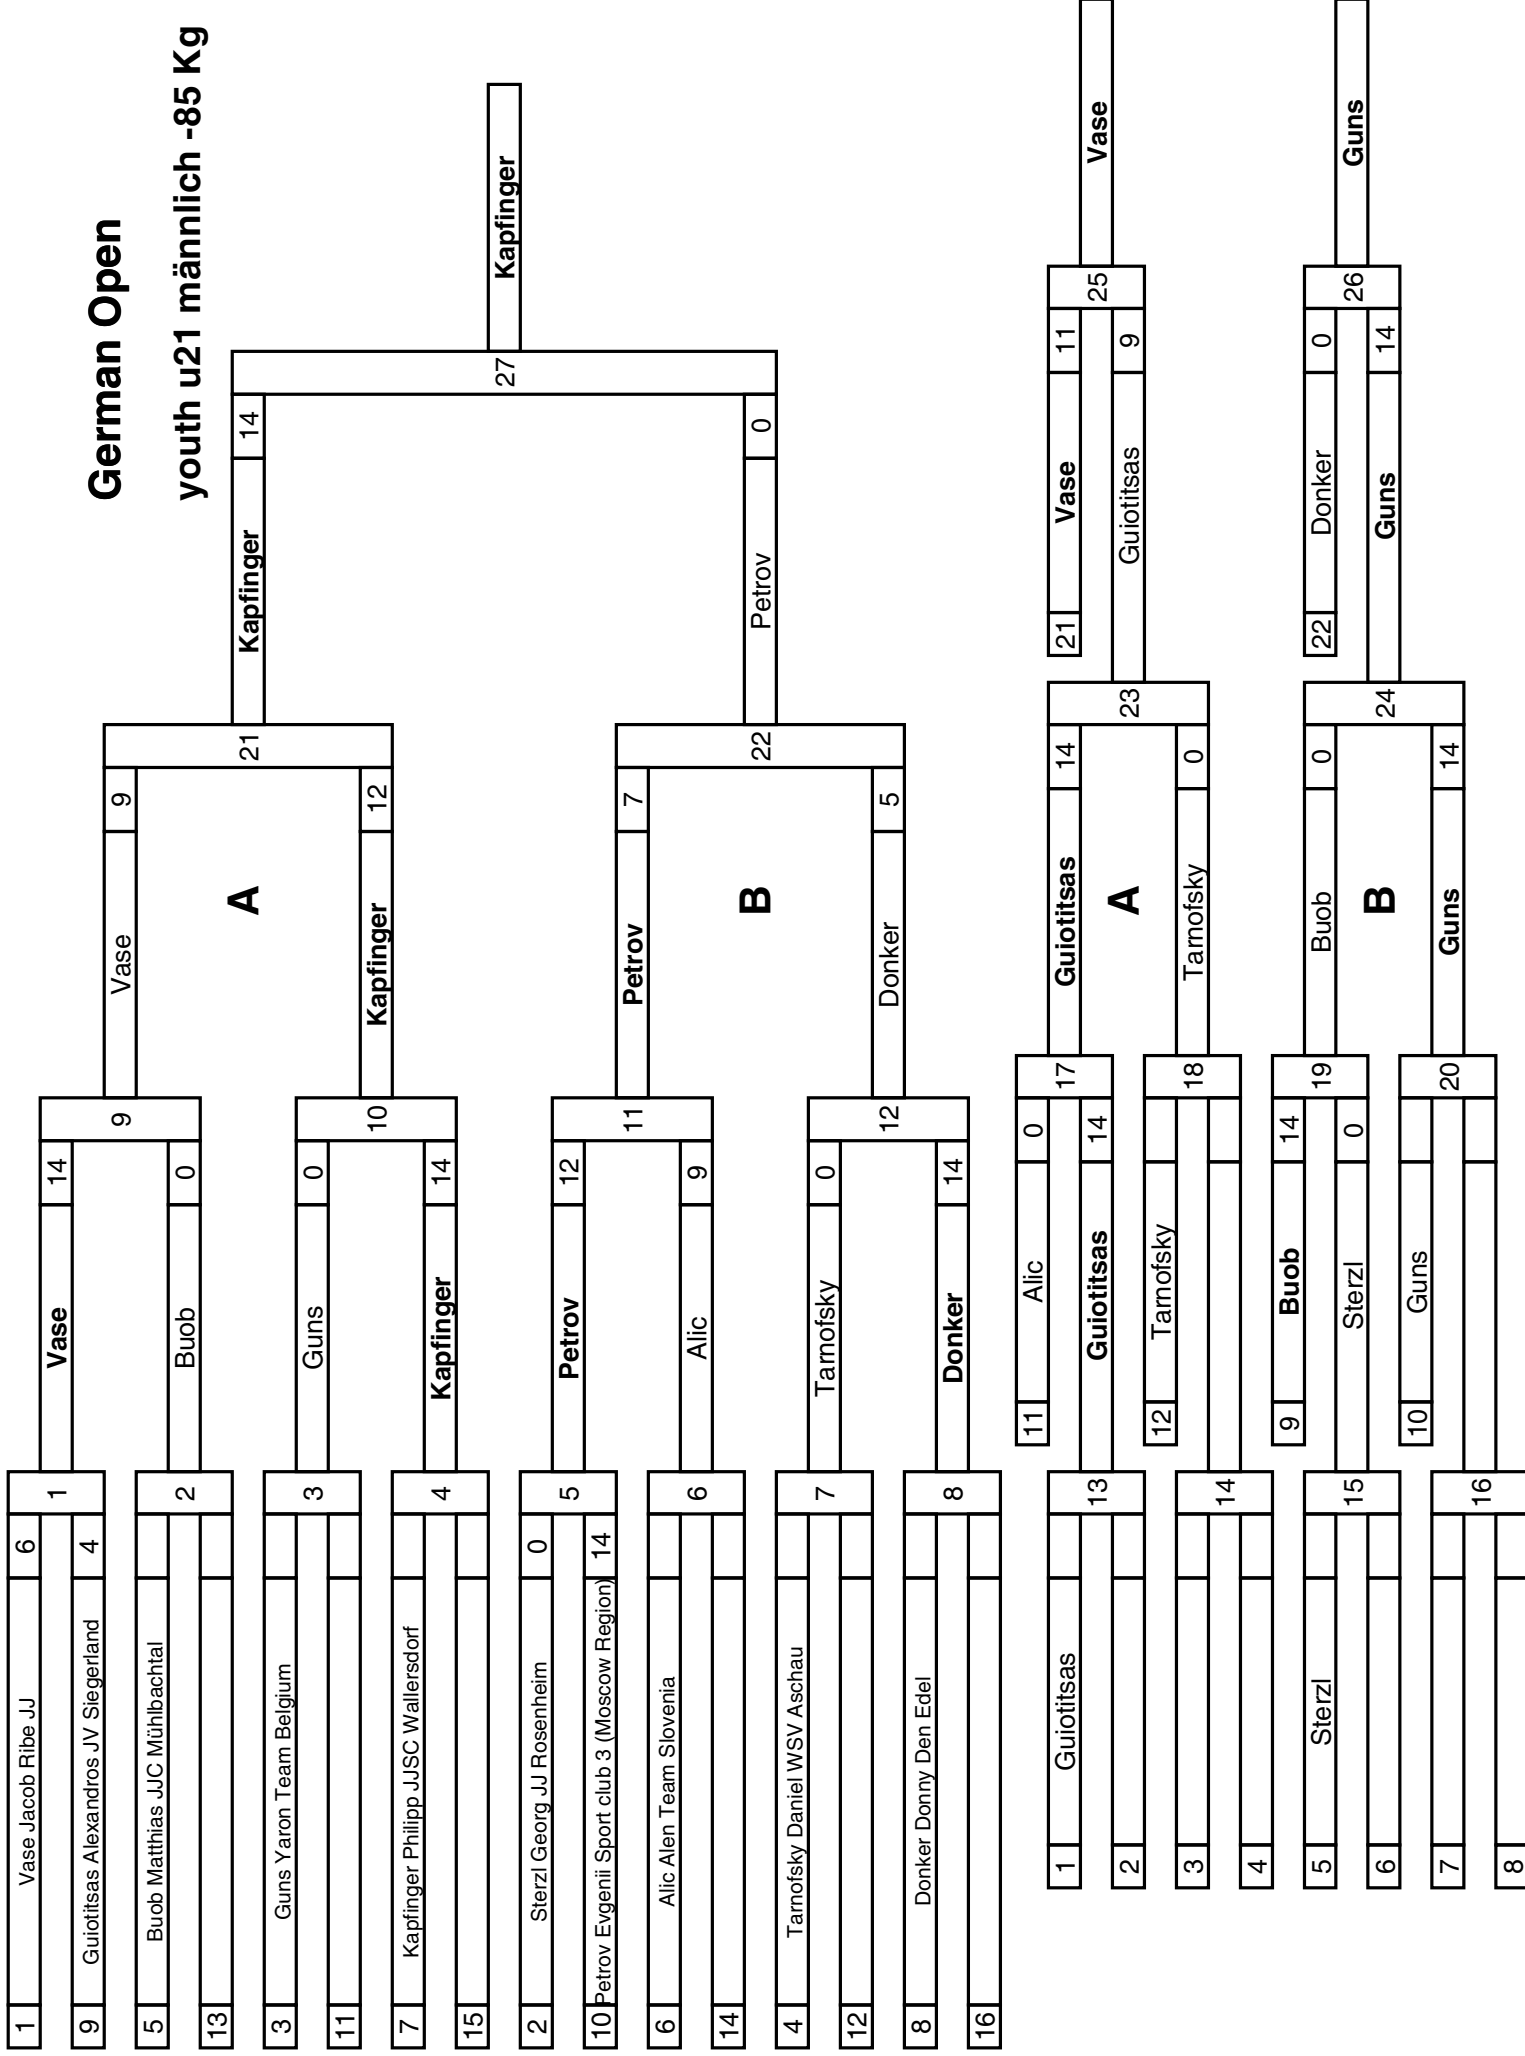 German Open
youth u21 männlich -85 Kg
1 Vase Jacob Ribe JJ 6
9 Guiotitsas Alexandros JV Siegerland 4
1
5 Buob Matthias JJC Mühlbachtal
13
2
3 Guns Yaron Team Belgium
11
3
7 Kapfinger Philipp JJSC Wallersdorf
15
4
2 Sterzl Georg JJ Rosenheim 0
10 Petrov Evgenii Sport club 3 (Moscow Region) 14
5
6 Alic Alen Team Slovenia
14
6
4 Tarnofsky Daniel WSV Aschau
12
7
8 Donker Donny Den Edel
16
8
Vase 14
Buob 0
9
Guns 0
Kapfinger 14
10
Petrov 12
Alic 9
11
Tarnofsky 0
Donker 14
12
Vase 9
A
Kapfinger 12
21
Petrov 7
B
Donker 5
22
Kapfinger 14
Petrov 0
27
Kapfinger
1 Guiotitsas
2
13
3
4
14
5 Sterzl
6
15
7
8
16
11 Alic 0
Guiotitsas 14
17
12 Tarnofsky
18
9 Buob 14
Sterzl 0
19
10 Guns
20
Guiotitsas 14
A
Tarnofsky 0
23
Buob 0
B
Guns 14
24
21 Vase 11
Guiotitsas 9
25
22 Donker 0
Guns 14
26
Vase
Guns